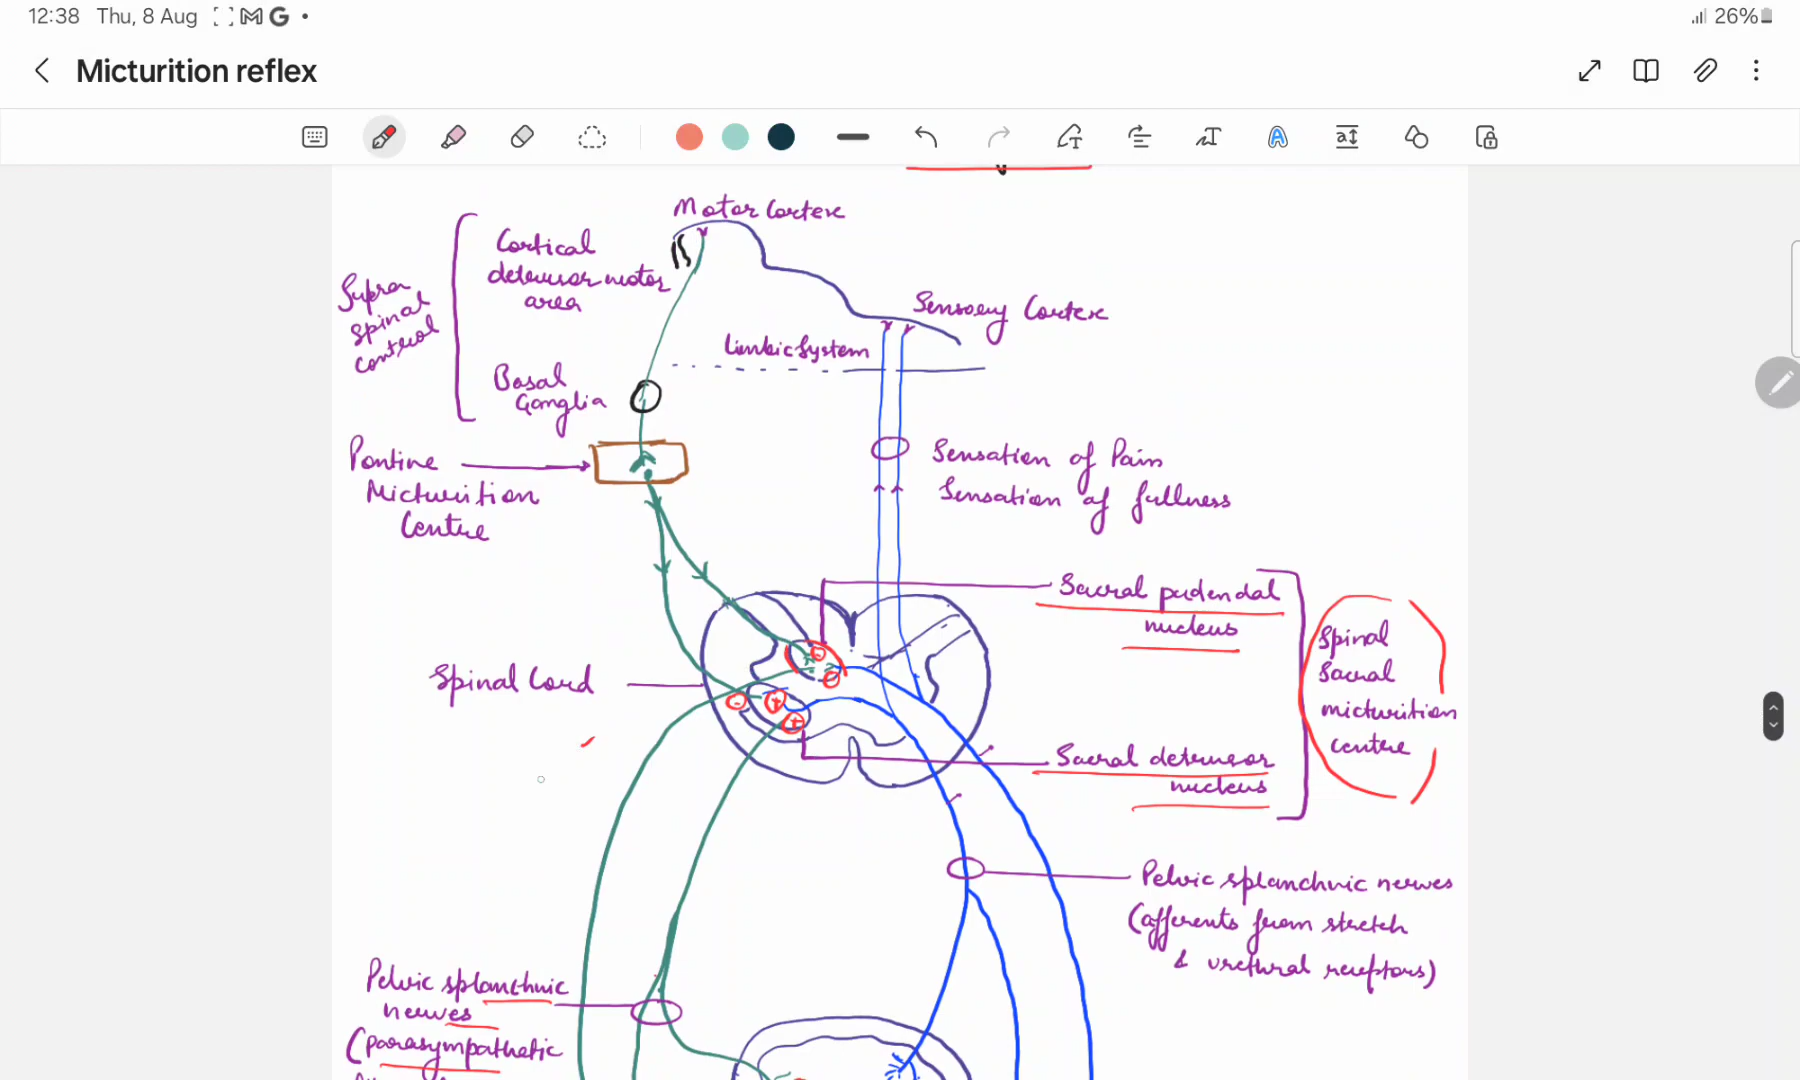 12:38 Thu, 8 Aug
26%
Micturition reflex
Motor Cortex
Cortical
detrusor motor
area
Supra
spinal
control
Sensory Cortex
Limbic System
Basal
Ganglia
Pontine
Micturition
Centre
Sensation of Pain
Sensation of fullness
Sacral pudendal
nucleus
Spinal
Sacral
micturition
centre
Spinal Cord
Sacral detrusor
nucleus
Pelvic splanchnic nerves
(afferents from stretch
& urethral receptors)
Pelvic splanchnic
nerves
(parasympathetic